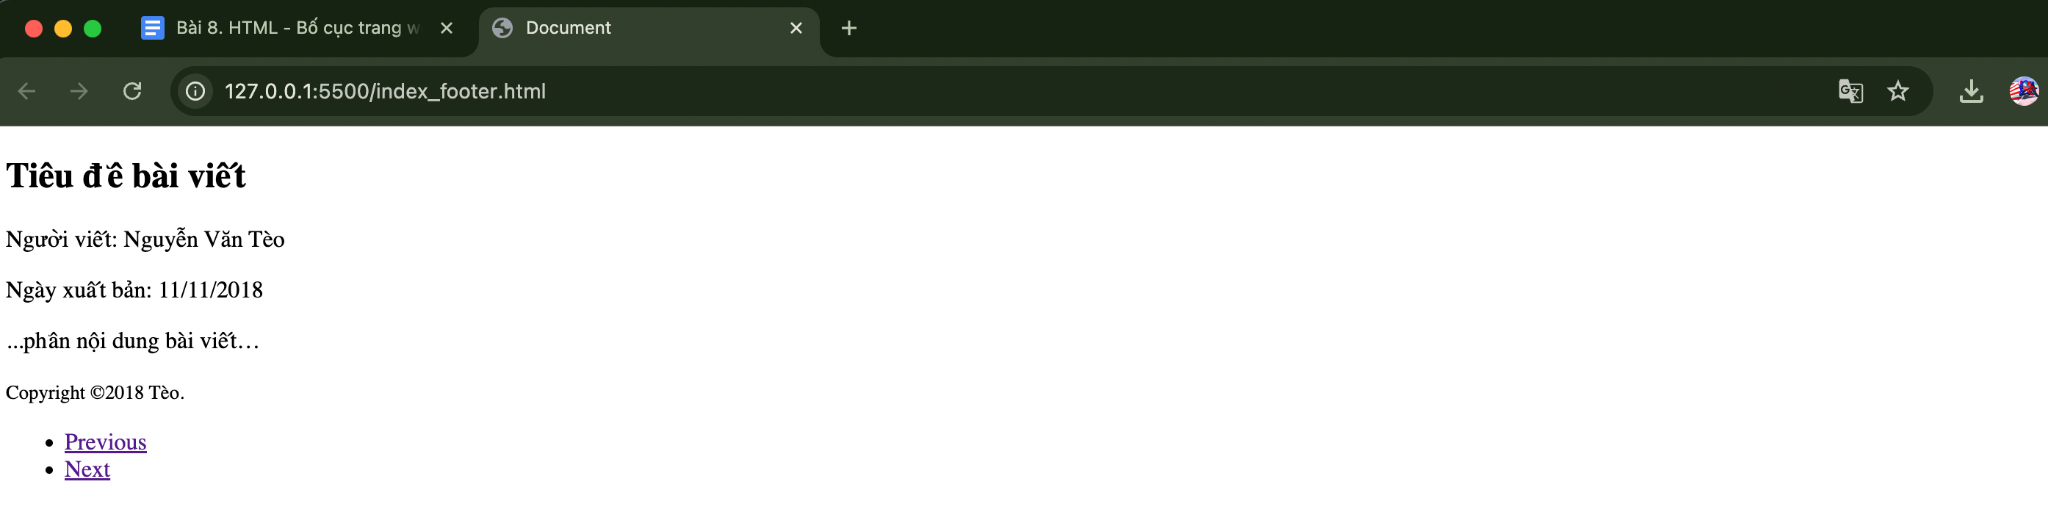 Bài 8. HTML - Bố cục trang w
Document
127.0.0.1:5500/index_footer.html
Tiêu đề bài viết
Người viết: Nguyễn Văn Tèo
Ngày xuất bản: 11/11/2018
...phần nội dung bài viết…
Copyright ©2018 Tèo.
Previous
Next